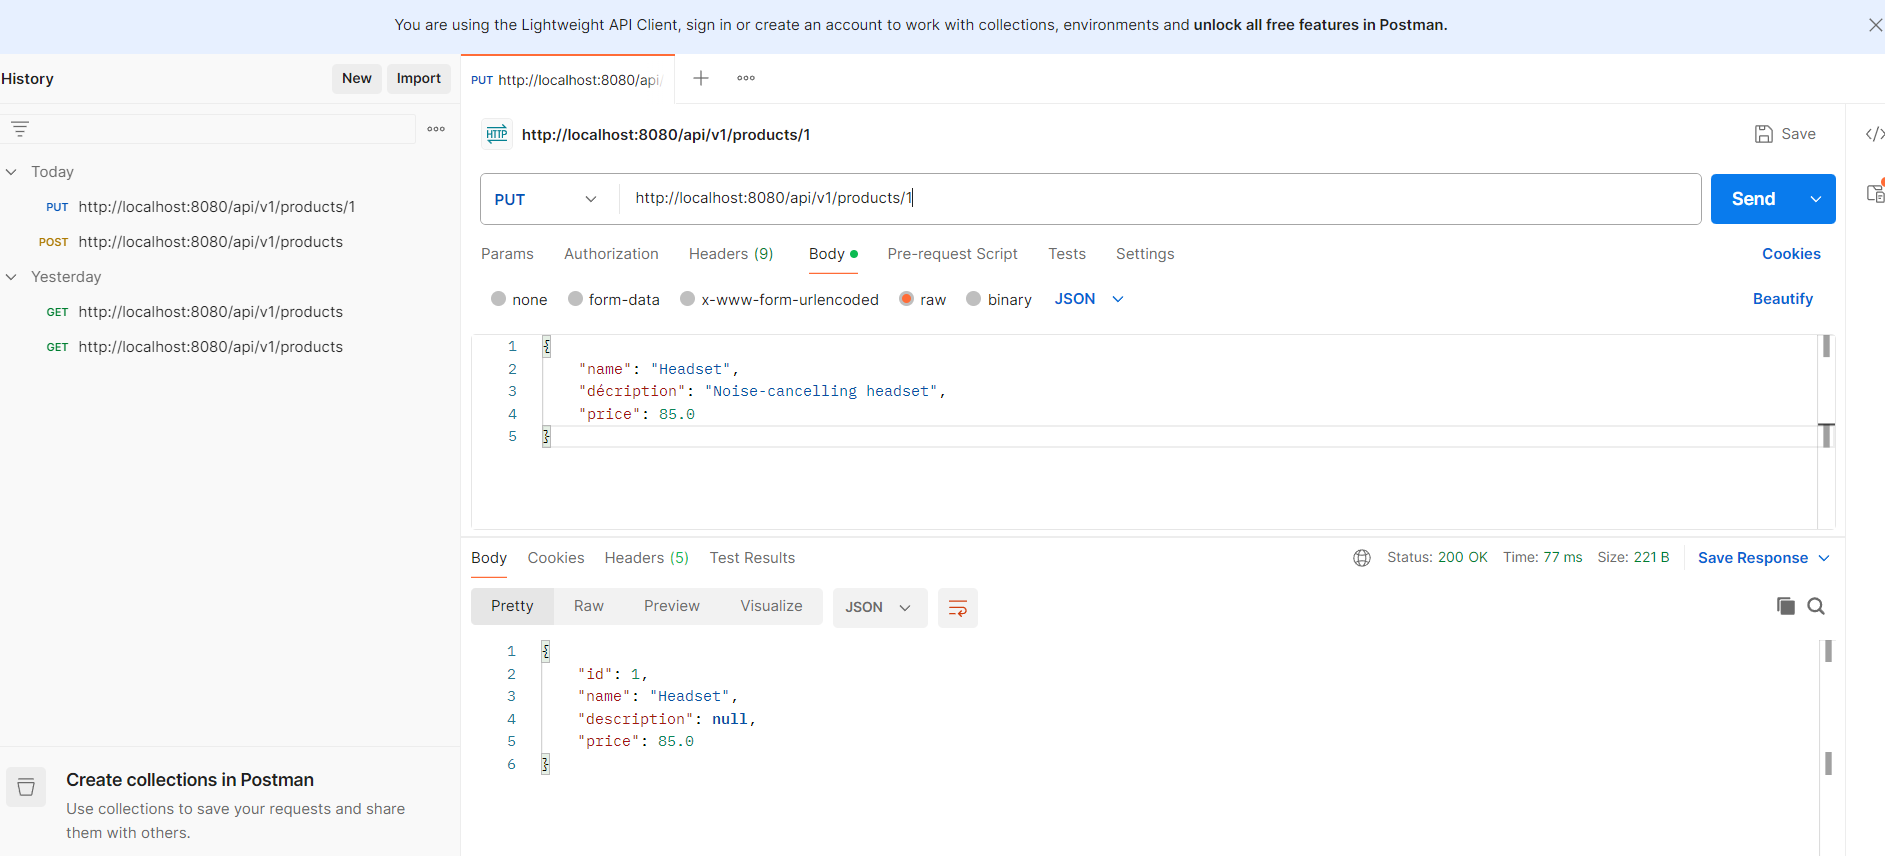 You are using the Lightweight API Client, sign in or create an account to work with collections, environments and unlock all free features in Postman.
History
New
Import
PUT http://localhost:8080/api/
HTTP http://localhost:8080/api/v1/products/1
Save
Today
PUT http://localhost:8080/api/v1/products/1
POST http://localhost:8080/api/v1/products
Yesterday
GET http://localhost:8080/api/v1/products
GET http://localhost:8080/api/v1/products
Create collections in Postman
Use collections to save your requests and share
them with others.
PUT http://localhost:8080/api/v1/products/1
Send
Params Authorization Headers (9) Body Pre-request Script Tests Settings Cookies
none form-data x-www-form-urlencoded raw binary JSON Beautify
1 {
2 "name": "Headset",
3 "décription": "Noise-cancelling headset",
4 "price": 85.0
5 }
Body Cookies Headers (5) Test Results Status: 200 OK Time: 77 ms Size: 221 B Save Response
Pretty Raw Preview Visualize JSON
1 {
2 "id": 1,
3 "name": "Headset",
4 "description": null,
5 "price": 85.0
6 }